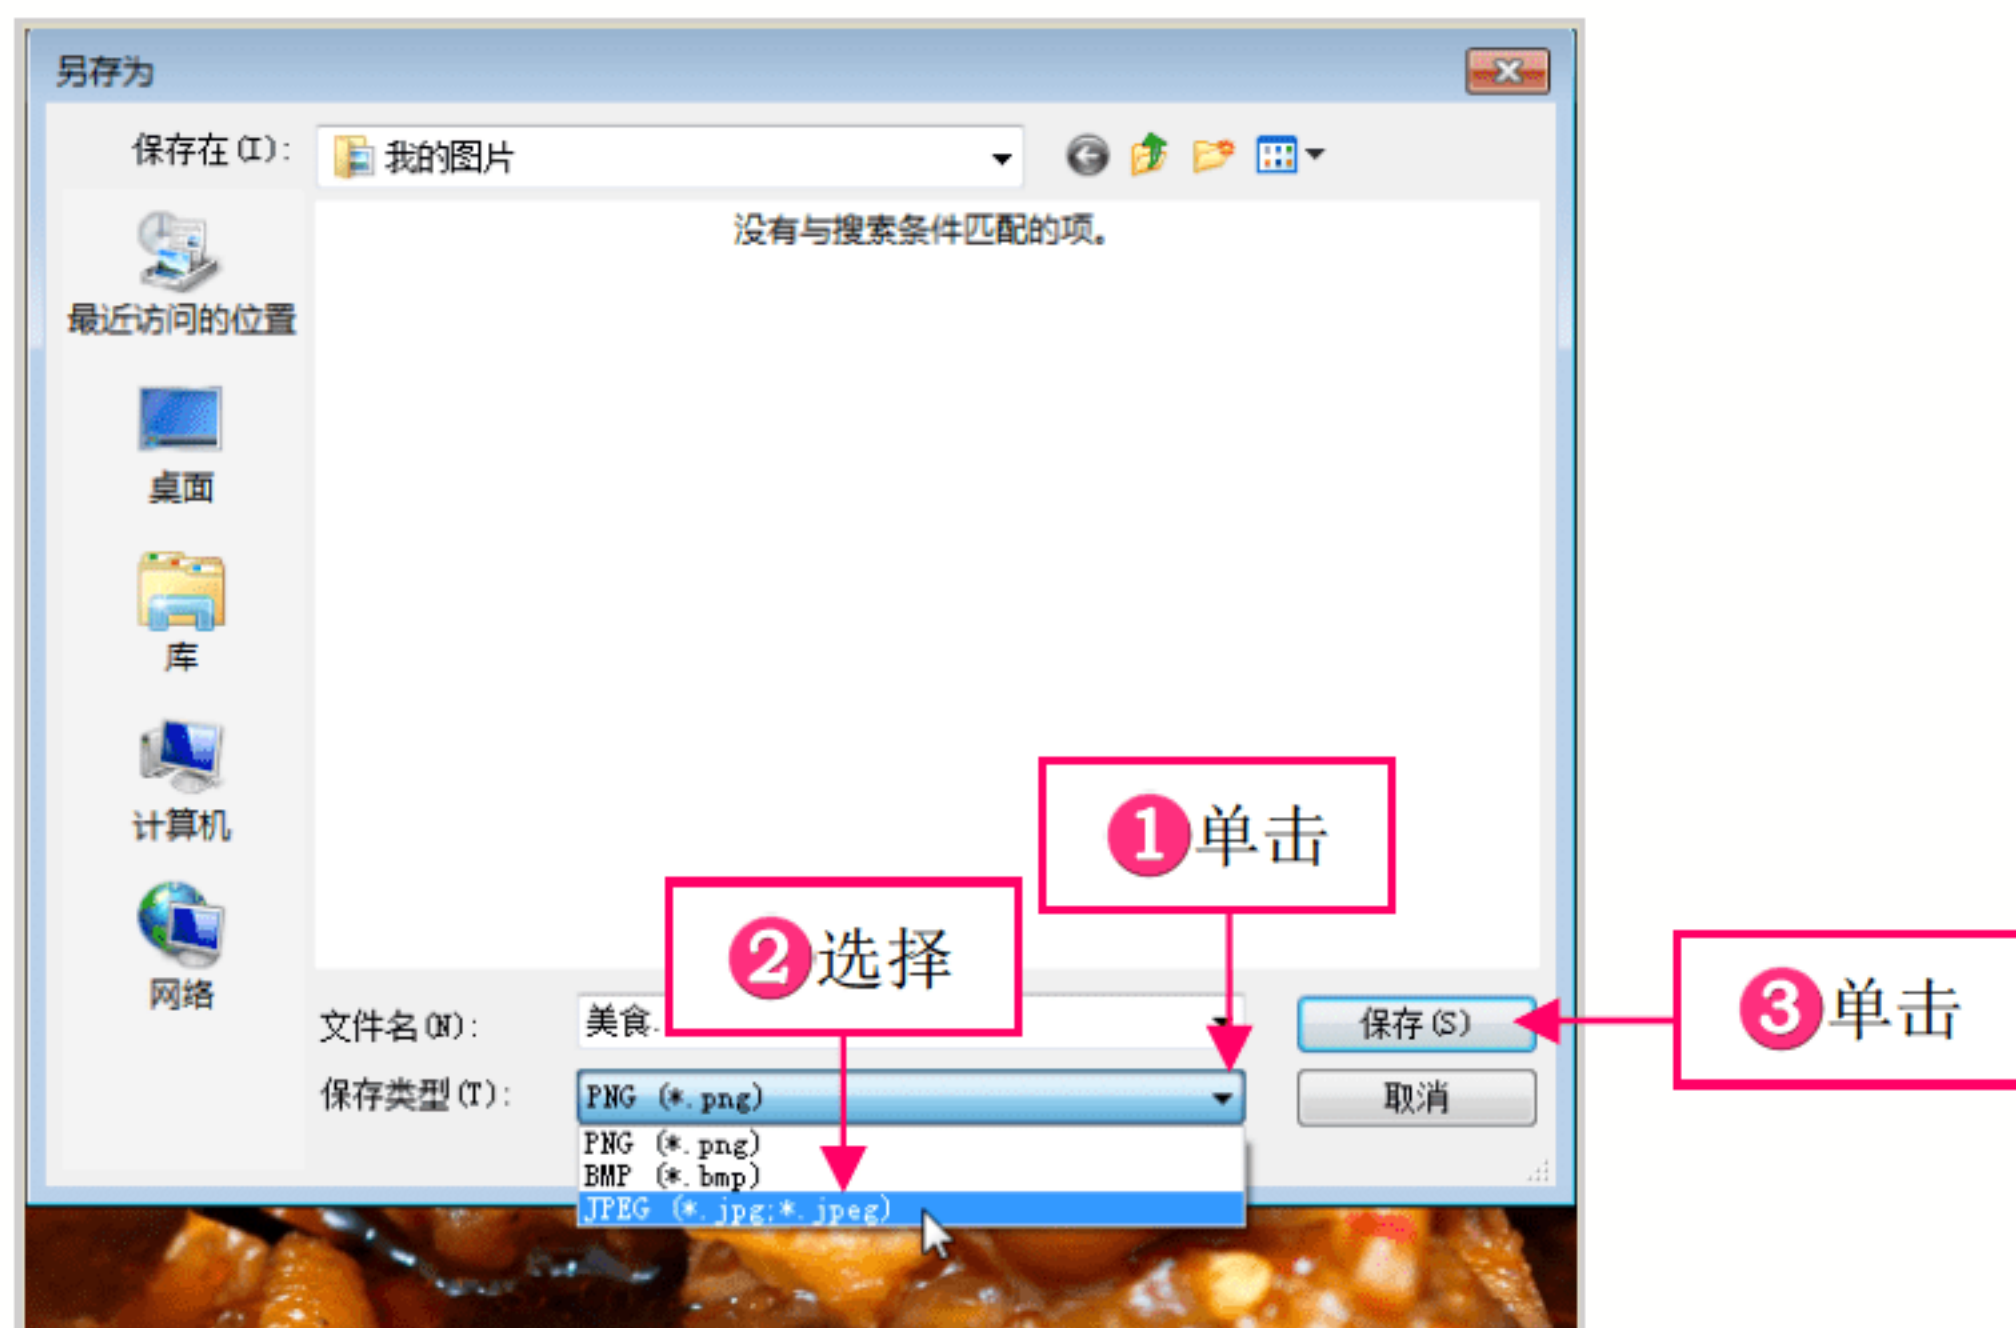 另存为
保存在(I):
我的图片
没有与搜索条件匹配的项。
最近访问的位置
桌面
库
计算机
网络
❶单击
❷选择
❸单击
文件名(N):
美食.
保存(S)
保存类型(T):
PNG (*.png)
取消
PNG (*.png)
BMP (*.bmp)
JPEG (*.jpg;*.jpeg)